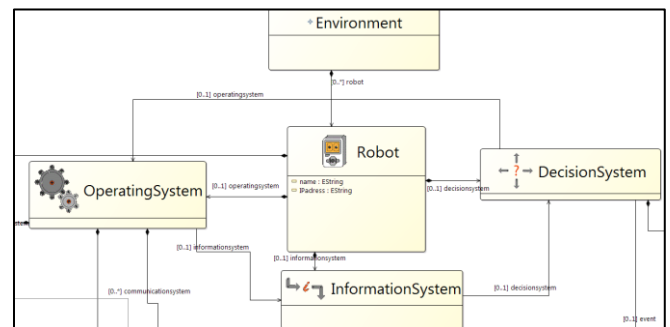 Environment
[0..*] robot
[0..1] operatingsystem
Robot
name : EString
IPadress : EString
OperatingSystem
[0..1] operatingsystem
[0..1] decisionsystem
DecisionSystem
[0..1] informationsystem
[0..1] informationsystem
InformationSystem
[0..*] communicationsystem
[0..1] decisionsystem
[0..1] event